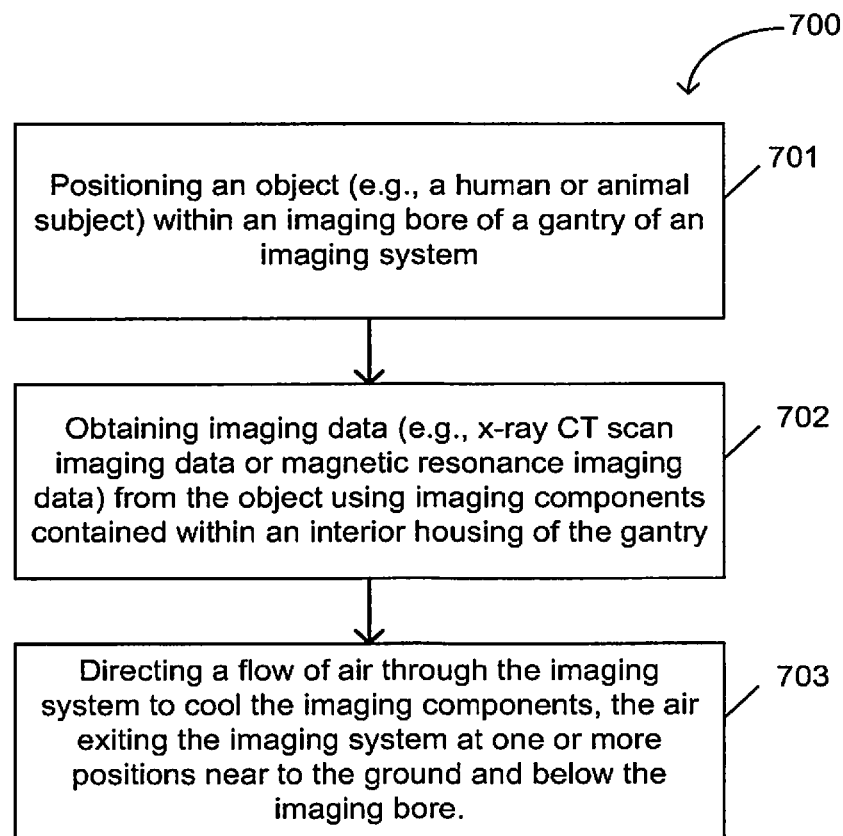 700
701
Positioning an object (e.g., a human or animal
subject) within an imaging bore of a gantry of an
imaging system
702
Obtaining imaging data (e.g., x-ray CT scan
imaging data or magnetic resonance imaging
data) from the object using imaging components
contained within an interior housing of the gantry
703
Directing a flow of air through the imaging
system to cool the imaging components, the air
exiting the imaging system at one or more
positions near to the ground and below the
imaging bore.